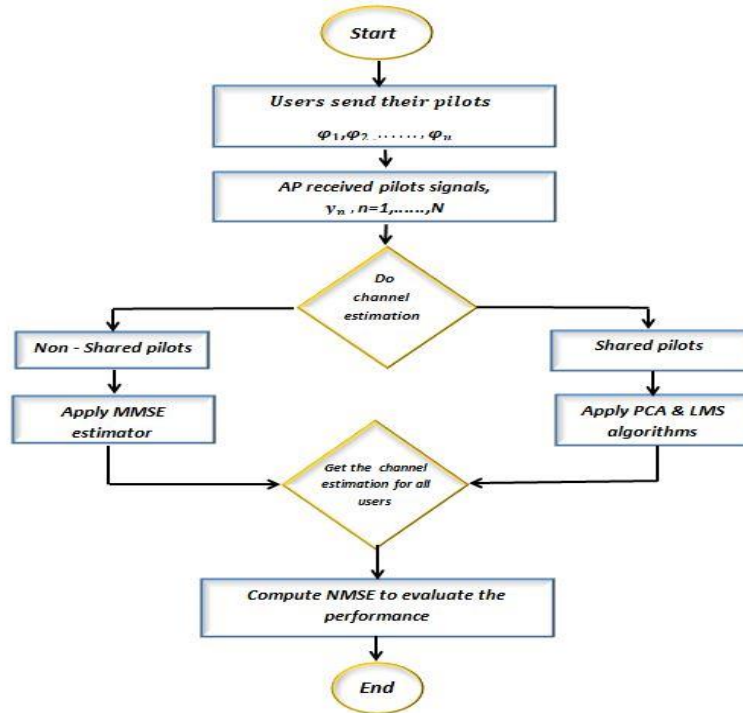 Start
Users send their pilots
φ₁,φ₂ ......, φₙ
AP received pilots signals,
yₙ , n=1,......,N
Do
channel
estimation
Non - Shared pilots
Shared pilots
Apply MMSE
estimator
Apply PCA & LMS
algorithms
Get the channel
estimation for all
users
Compute NMSE to evaluate the
performance
End